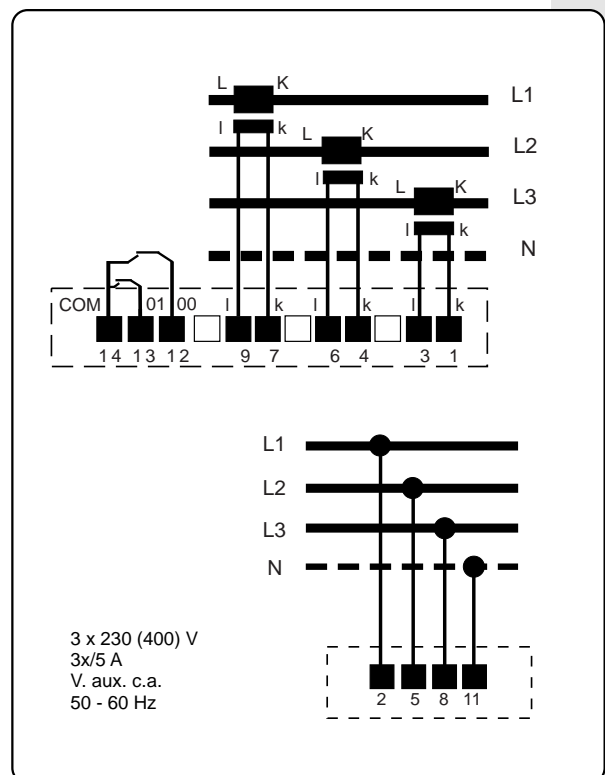 L K L1
l k L K L2
l k L K L3
l k N
COM 01 00 l k l k l k
14 13 12 9 7 6 4 3 1
L1
L2
L3
N
3 x 230 (400) V
3x/5 A
V. aux. c.a.
50 - 60 Hz
2 5 8 11